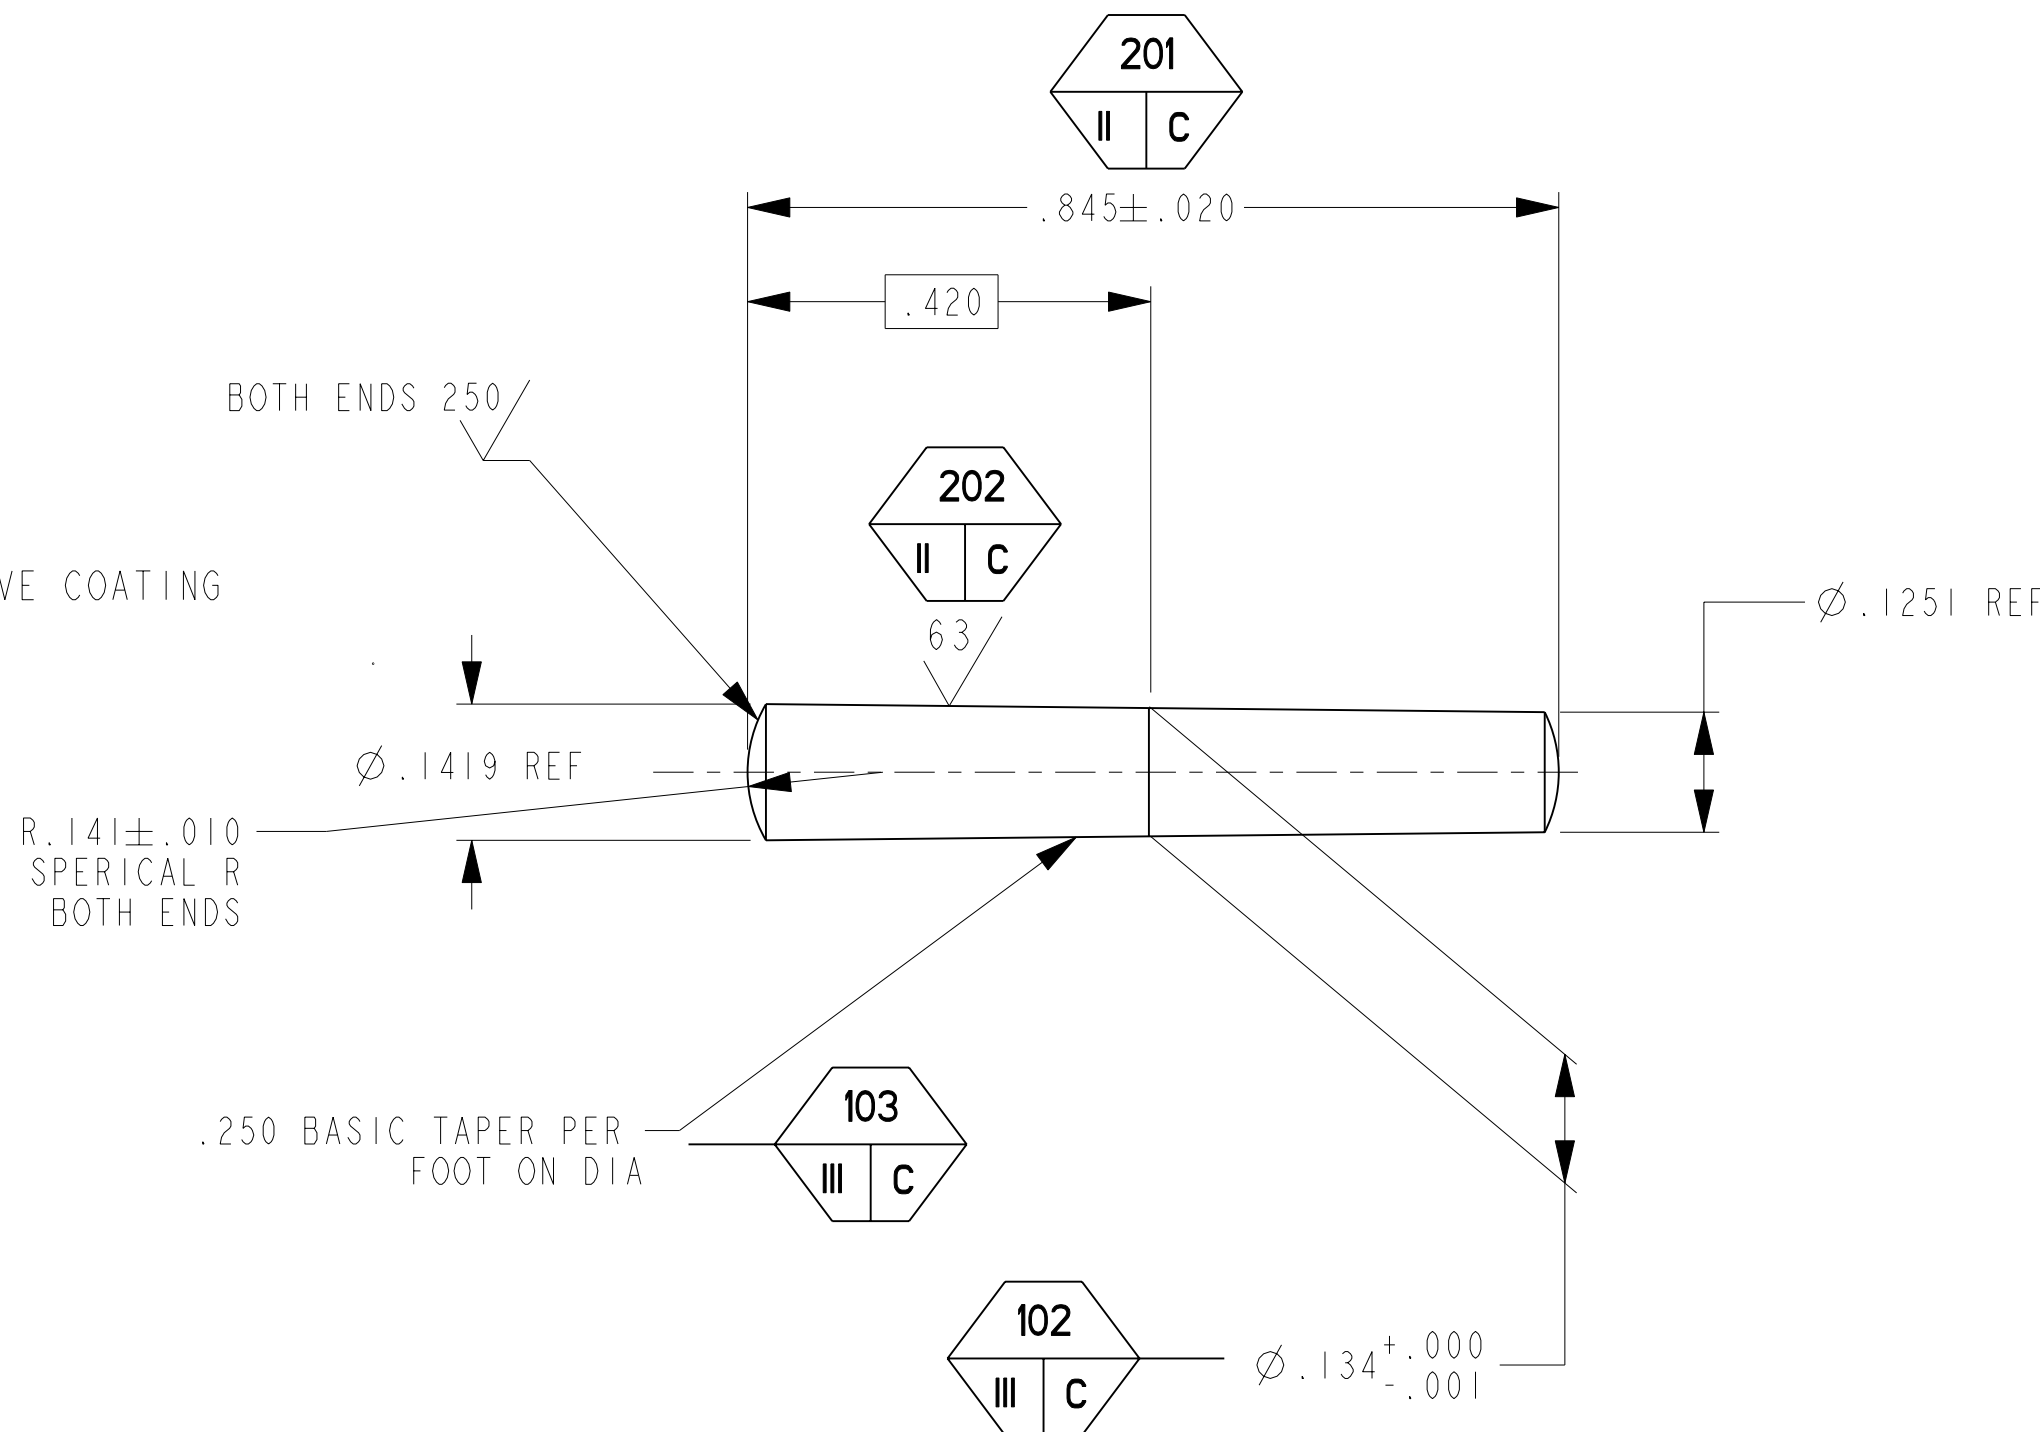 201
II C
.845±.020
.420
BOTH ENDS 250
202
II C
VE COATING
63
Ø.1251 REF
Ø.1419 REF
R.141±.010
SPERICAL R
BOTH ENDS
103
III C
.250 BASIC TAPER PER
FOOT ON DIA
102
III C
Ø.134 +.000
-.001